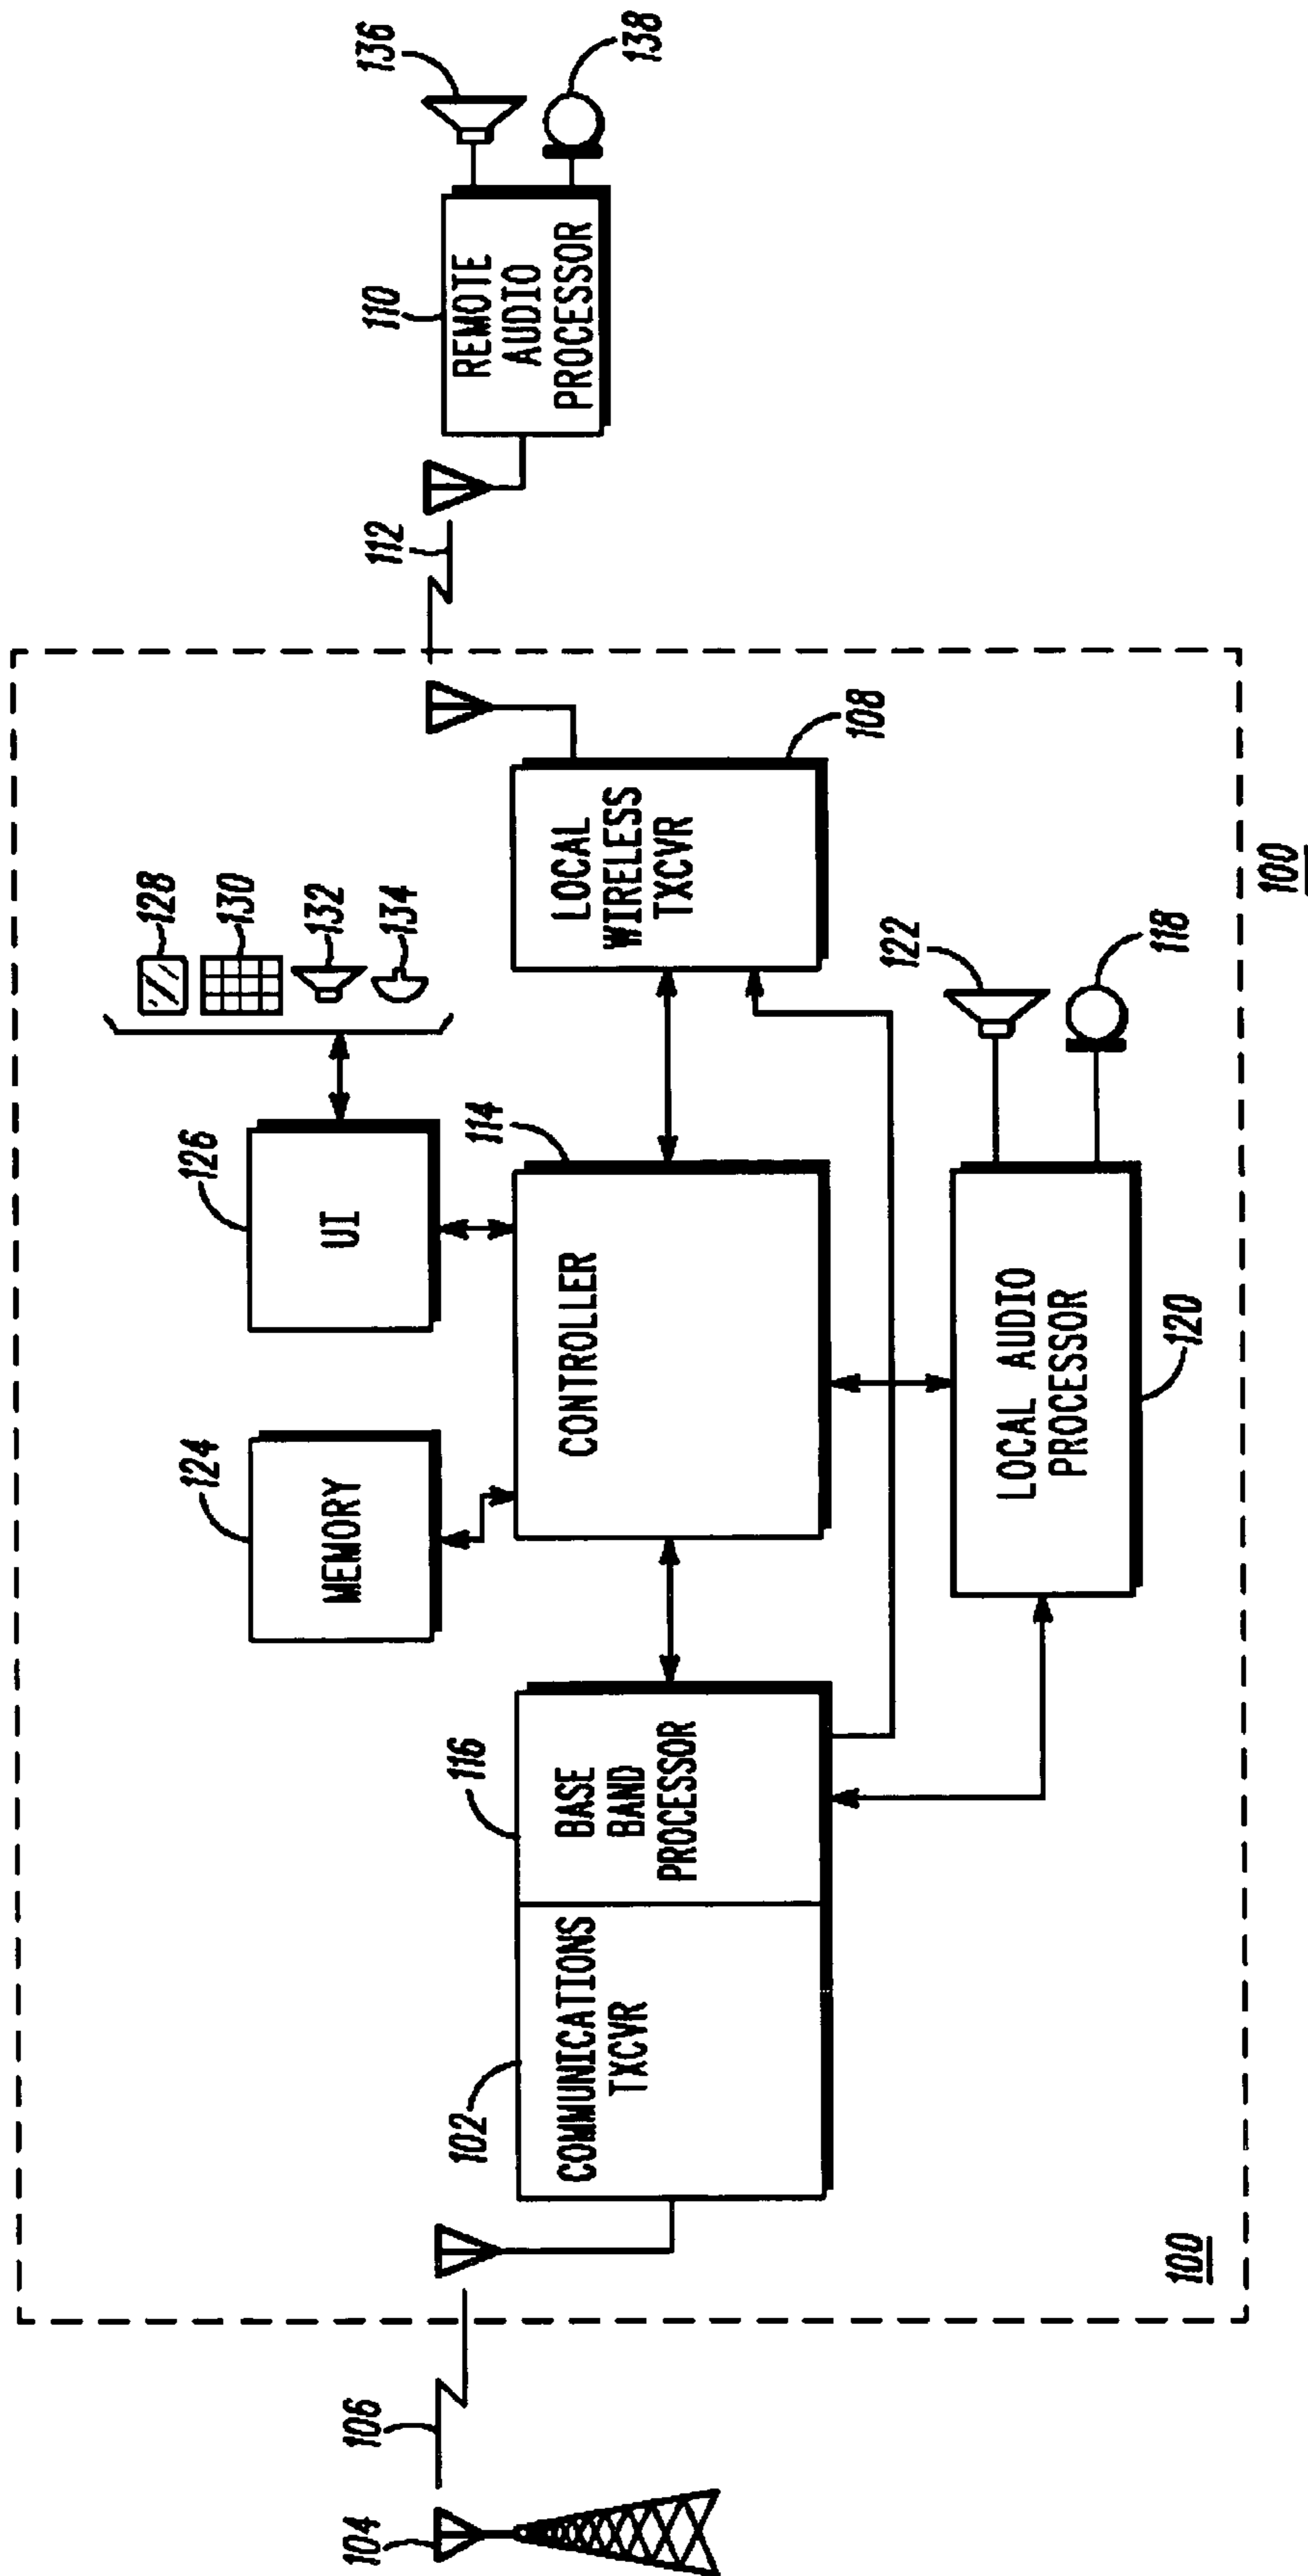 104
106
100
102
COMMUNICATIONS
TXCVR
116
BASE
BAND
PROCESSOR
124
MEMORY
126
UI
128
130
132
134
114
CONTROLLER
LOCAL
WIRELESS
TXCVR
108
LOCAL AUDIO
PROCESSOR
120
122
118
100
112
110
REMOTE
AUDIO
PROCESSOR
136
138